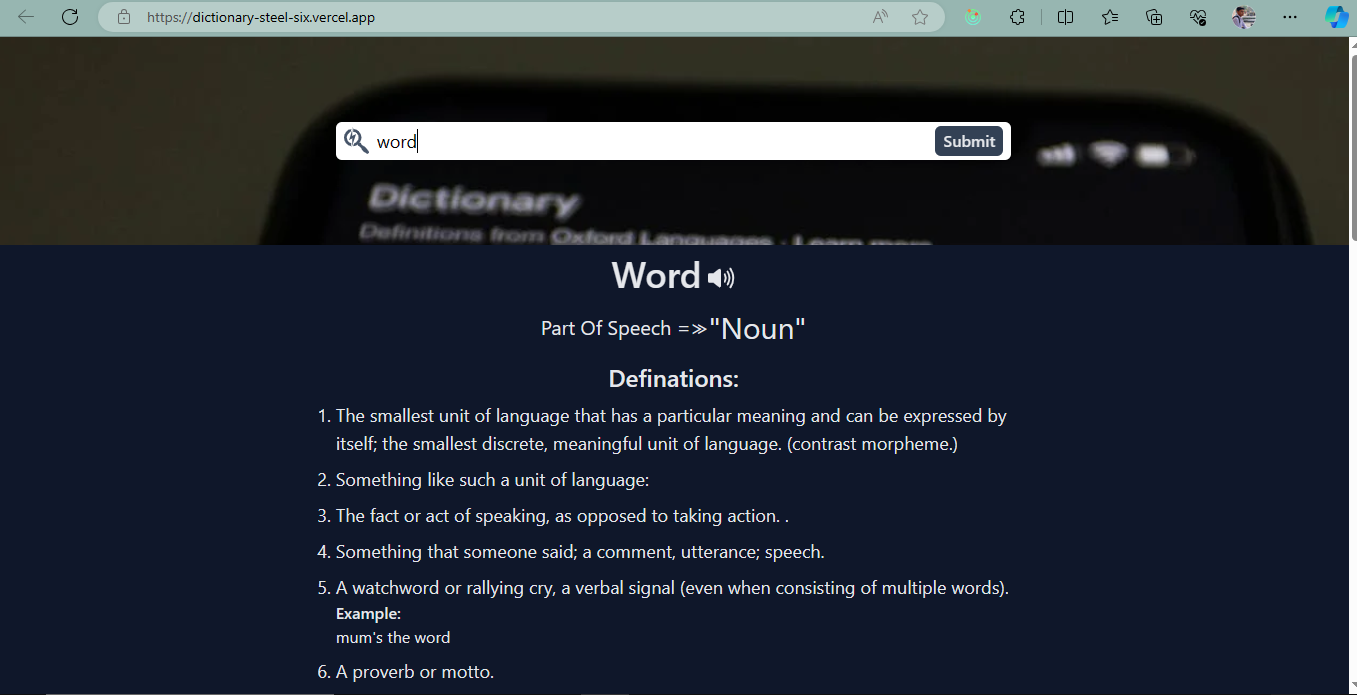 https://dictionary-steel-six.vercel.app
word
Submit
Dictionary
Definitions from Oxford Languages · Learn more
Word
Part Of Speech =≫"Noun"
Definations:
1. The smallest unit of language that has a particular meaning and can be expressed by
itself; the smallest discrete, meaningful unit of language. (contrast morpheme.)
2. Something like such a unit of language:
3. The fact or act of speaking, as opposed to taking action. .
4. Something that someone said; a comment, utterance; speech.
5. A watchword or rallying cry, a verbal signal (even when consisting of multiple words).
Example:
mum's the word
6. A proverb or motto.